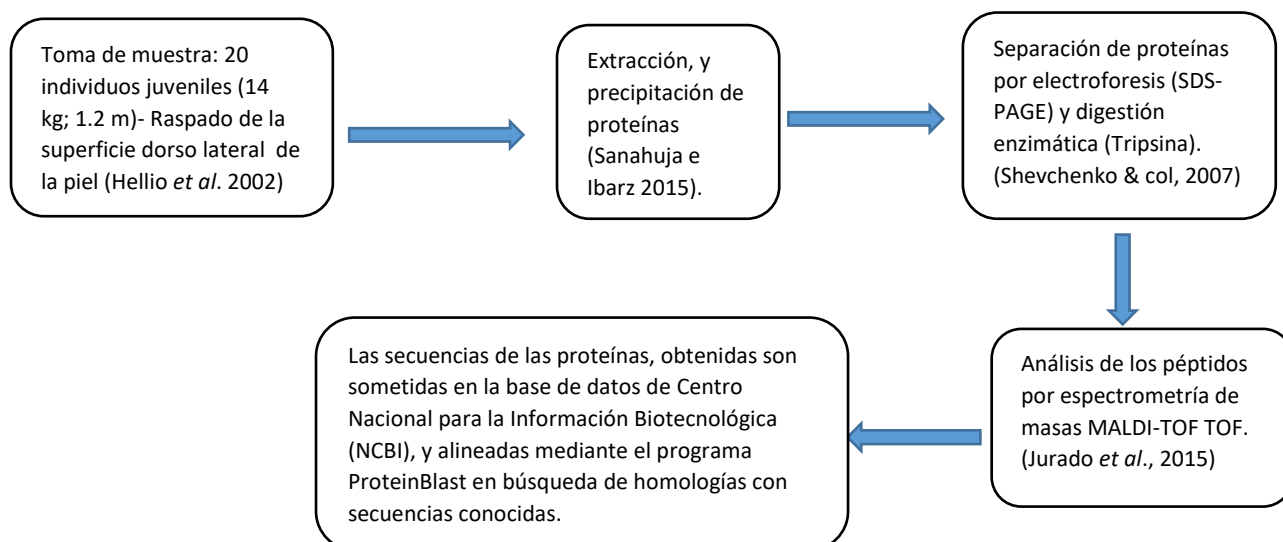 Toma de muestra: 20
individuos juveniles (14
kg; 1.2 m)- Raspado de la
superficie dorso lateral de
la piel (Hellio et al. 2002)
Extracción, y
precipitación de
proteínas
(Sanahuja e
Ibarz 2015).
Separación de proteínas
por electroforesis (SDS-
PAGE) y digestión
enzimática (Tripsina).
(Shevchenko & col, 2007)
Análisis de los péptidos
por espectrometría de
masas MALDI-TOF TOF.
(Jurado et al., 2015)
Las secuencias de las proteínas, obtenidas son
sometidas en la base de datos de Centro
Nacional para la Información Biotecnológica
(NCBI), y alineadas mediante el programa
ProteinBlast en búsqueda de homologías con
secuencias conocidas.